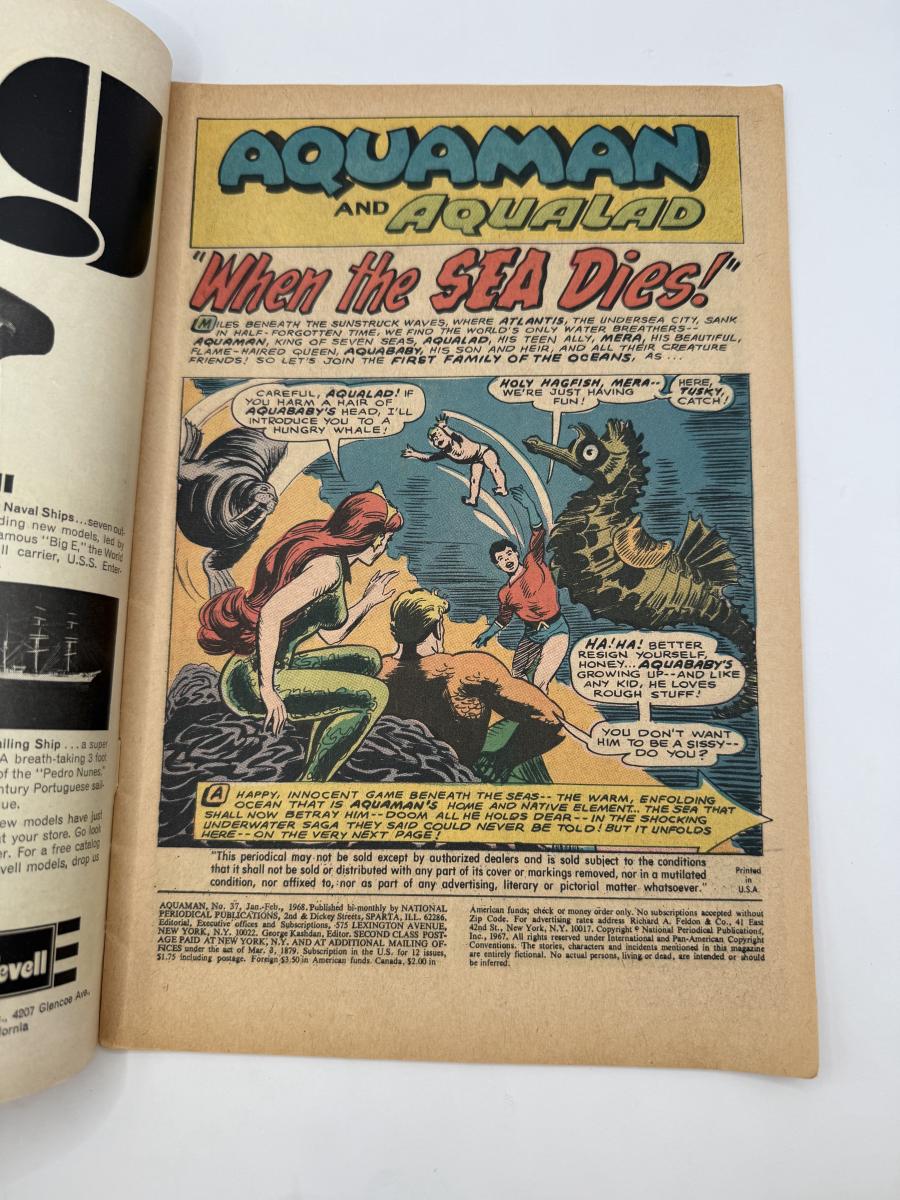 II
Naval Ships...seven out-
ding new models, led by
amous "Big E," the World
II carrier, U.S.S. Enter-
iling Ship ... a super
A breath-taking 3 foot
of the "Pedro Nunes,"
ntury Portuguese sail-
ue.
ew models have just
t your store. Go look
r. For a free catalog
evell models, drop us
evell
., 4207 Glencoe Ave.,
ornia
AQUAMAN
AND AQUALAD
"When the SEA Dies!"
MILES BENEATH THE SUNSTRUCK WAVES, WHERE ATLANTIS, THE UNDERSEA CITY, SANK
IN HALF-FORGOTTEN TIME, WE FIND THE WORLD'S ONLY WATER BREATHERS--
AQUAMAN, KING OF SEVEN SEAS, AQUALAD, HIS TEEN ALLY, MERA, HIS BEAUTIFUL,
FLAME-HAIRED QUEEN, AQUABABY, HIS SON AND HEIR, AND ALL THEIR CREATURE
FRIENDS! SO LET'S JOIN THE FIRST FAMILY OF THE OCEANS, AS ...
CAREFUL, AQUALAD! IF
YOU HARM A HAIR OF
AQUABABY'S HEAD, I'LL
INTRODUCE YOU TO A
HUNGRY WHALE!
HOLY HAGFISH, MERA--
WE'RE JUST HAVING
FUN!
HERE,
TUSKY,
CATCH!
HA! HA! BETTER
RESIGN YOURSELF,
HONEY... AQUABABY'S
GROWING UP--AND LIKE
ANY KID, HE LOVES
ROUGH STUFF!
YOU DON'T WANT
HIM TO BE A SISSY--
DO YOU?
A HAPPY, INNOCENT GAME BENEATH THE SEAS-- THE WARM, ENFOLDING
OCEAN THAT IS AQUAMAN'S HOME AND NATIVE ELEMENT... THE SEA THAT
SHALL NOW BETRAY HIM--DOOM ALL HE HOLDS DEAR-- IN THE SHOCKING
UNDERWATER SAGA THEY SAID COULD NEVER BE TOLD! BUT IT UNFOLDS
HERE-- ON THE VERY NEXT PAGE!
"This periodical may not be sold except by authorized dealers and is sold subject to the conditions
that it shall not be sold or distributed with any part of its cover or markings removed, nor in a mutilated
condition, nor affixed to, nor as part of any advertising, literary or pictorial matter whatsoever."
Printed
in
U.S.A.
AQUAMAN, No. 37, Jan.-Feb., 1968. Published bi-monthly by NATIONAL
PERIODICAL PUBLICATIONS, 2nd & Dickey Streets, SPARTA, ILL. 62286.
Editorial, Executive offices and Subscriptions, 575 LEXINGTON AVENUE,
NEW YORK, N.Y. 10022. George Kashdan, Editor. SECOND CLASS POST-
AGE PAID AT NEW YORK, N.Y. AND AT ADDITIONAL MAILING OF-
FICES under the act of Mar. 3, 1879. Subscription in the U.S. for 12 issues,
$1.75 including postage. Foreign $3.50 in American funds. Canada, $2.00 in
American funds; check or money order only. No subscriptions accepted without
Zip Code. For advertising rates address Richard A. Feldon & Co., 41 East
42nd St., New York, N.Y. 10017. Copyright © National Periodical Publications,
Inc., 1967. All rights reserved under International and Pan-American Copyright
Conventions. The stories, characters and incidents mentioned in this magazine
are entirely fictional. No actual persons, living or dead, are intended or should
be inferred.